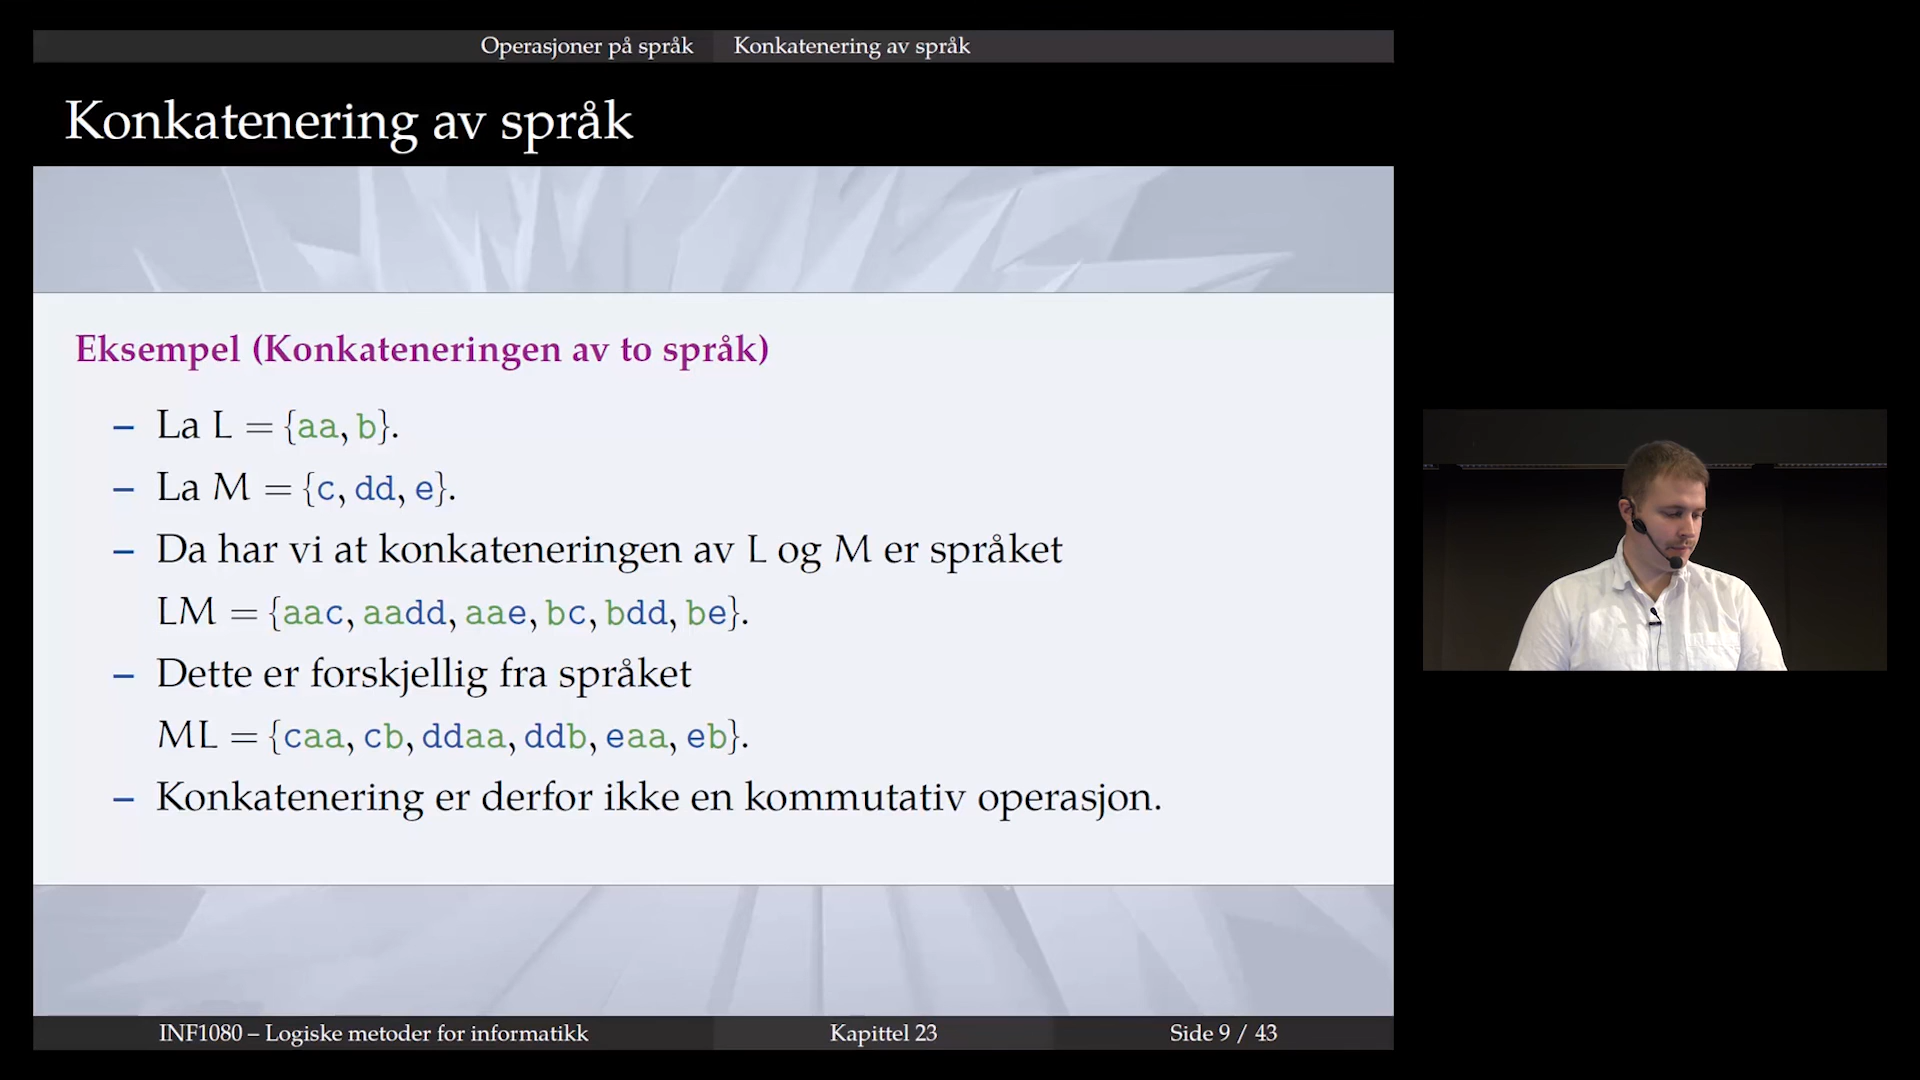 Operasjoner på språk Konkatenering av språk
Konkatenering av språk
Eksempel (Konkateneringen av to språk)
– La L = {aa, b}.
– La M = {c, dd, e}.
– Da har vi at konkateneringen av L og M er språket
LM = {aac, aadd, aae, bc, bdd, be}.
– Dette er forskjellig fra språket
ML = {caa, cb, ddaa, ddb, eaa, eb}.
– Konkatenering er derfor ikke en kommutativ operasjon.
INF1080 – Logiske metoder for informatikk Kapittel 23 Side 9 / 43